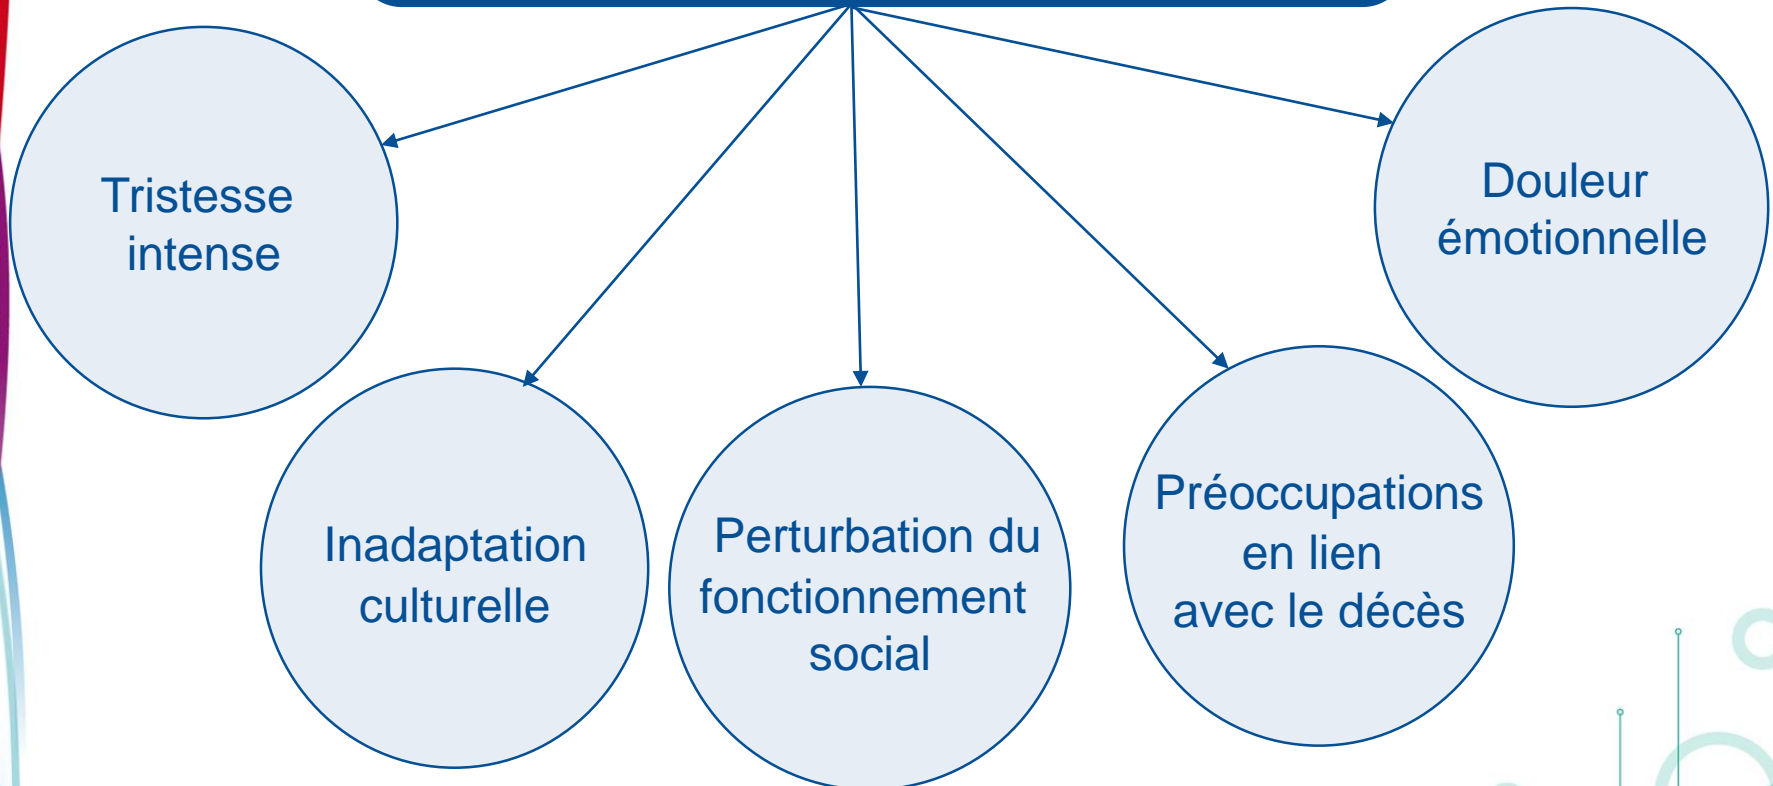 Tristesse
intense
Inadaptation
culturelle
Perturbation du
fonctionnement
social
Préoccupations
en lien
avec le décès
Douleur
émotionnelle